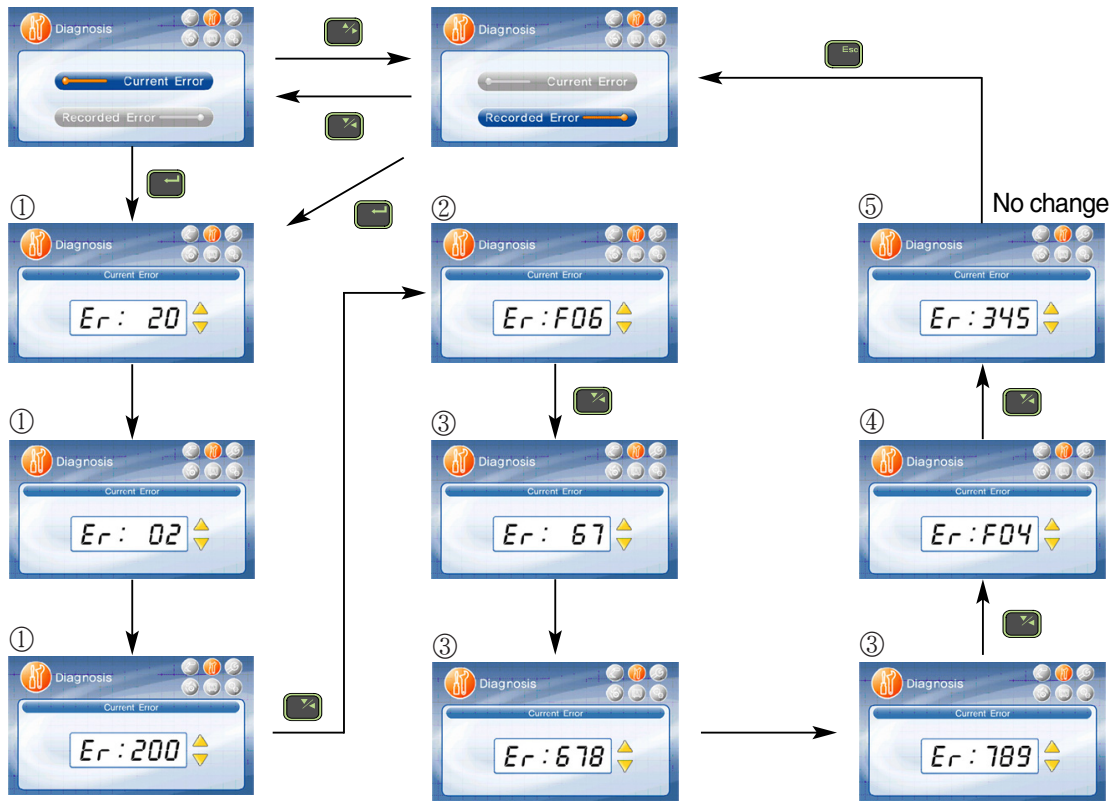 Diagnosis
Current Error
Recorded Error
Diagnosis
Current Error
Recorded Error
Esc
①
Diagnosis
Current Error
Er: 20
②
Diagnosis
Current Error
Er:F06
⑤
No change
Diagnosis
Current Error
Er:345
①
Diagnosis
Current Error
Er: 02
③
Diagnosis
Current Error
Er: 67
④
Diagnosis
Current Error
Er:F04
①
Diagnosis
Current Error
Er:200
③
Diagnosis
Current Error
Er:678
③
Diagnosis
Current Error
Er:789